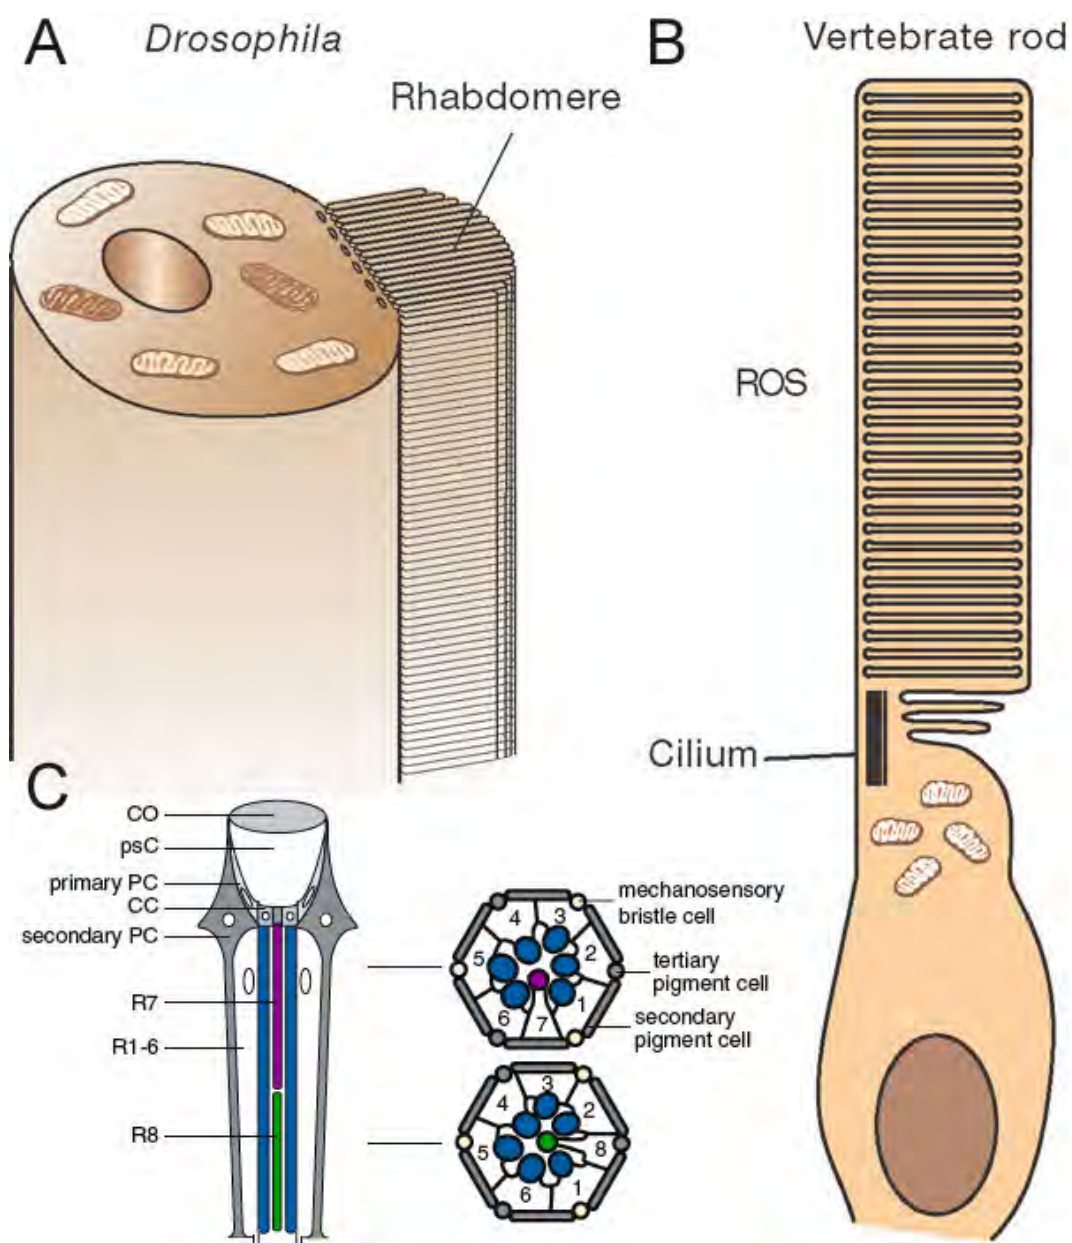 A
Drosophila
Rhabdomere
B
Vertebrate rod
ROS
Cilium
C
CO
psC
primary PC
CC
secondary PC
R7
R1-6
R8
4
3
5
2
6
7
1
mechanosensory
bristle cell
tertiary
pigment cell
secondary
pigment cell
3
4
2
5
8
6
1